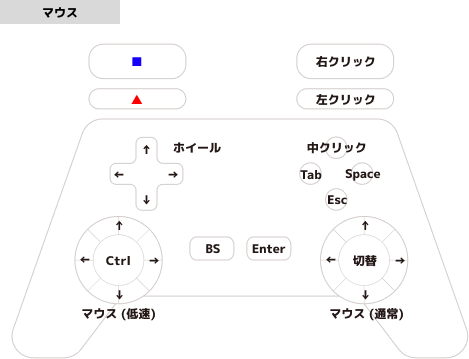 マウス
■ 右クリック
▲ 左クリック
↑ ホイール 中クリック
← → Tab Space
↓ Esc
↑ ↑
BS Enter
← Ctrl → ← 切替 →
↓ ↓
マウス (低速) マウス (通常)